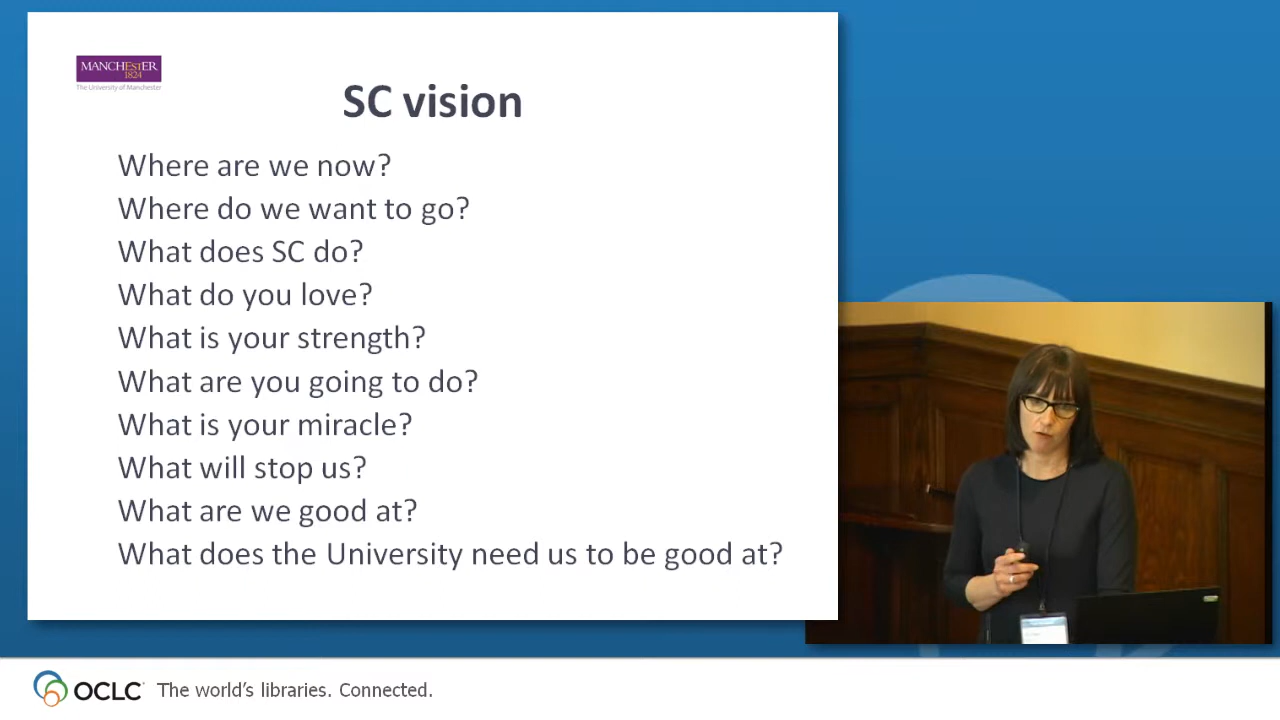 MANCHESTER
1824
The University of Manchester
SC vision
Where are we now?
Where do we want to go?
What does SC do?
What do you love?
What is your strength?
What are you going to do?
What is your miracle?
What will stop us?
What are we good at?
What does the University need us to be good at?
OCLC
The world's libraries. Connected.